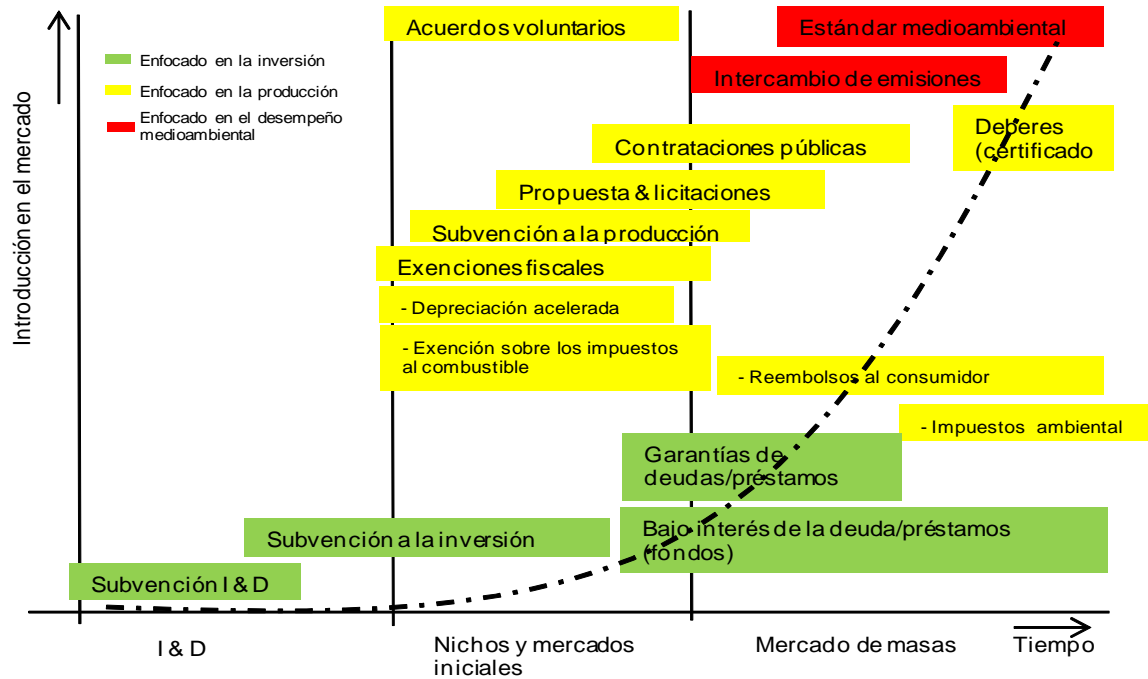 Introducción en el mercado
Enfocado en la inversión
Enfocado en la producción
Enfocado en el desempeño
medioambiental
Acuerdos voluntarios
Estándar medioambiental
Intercambio de emisiones
Deberes
(certificado
Contrataciones públicas
Propuesta & licitaciones
Subvención a la producción
Exenciones fiscales
- Depreciación acelerada
- Exención sobre los impuestos
al combustible
- Reembolsos al consumidor
- Impuestos ambiental
Garantías de
deudas/préstamos
Bajo interés de la deuda/préstamos
(fondos)
Subvención a la inversión
Subvención I & D
I & D
Nichos y mercados
iniciales
Mercado de masas
Tiempo